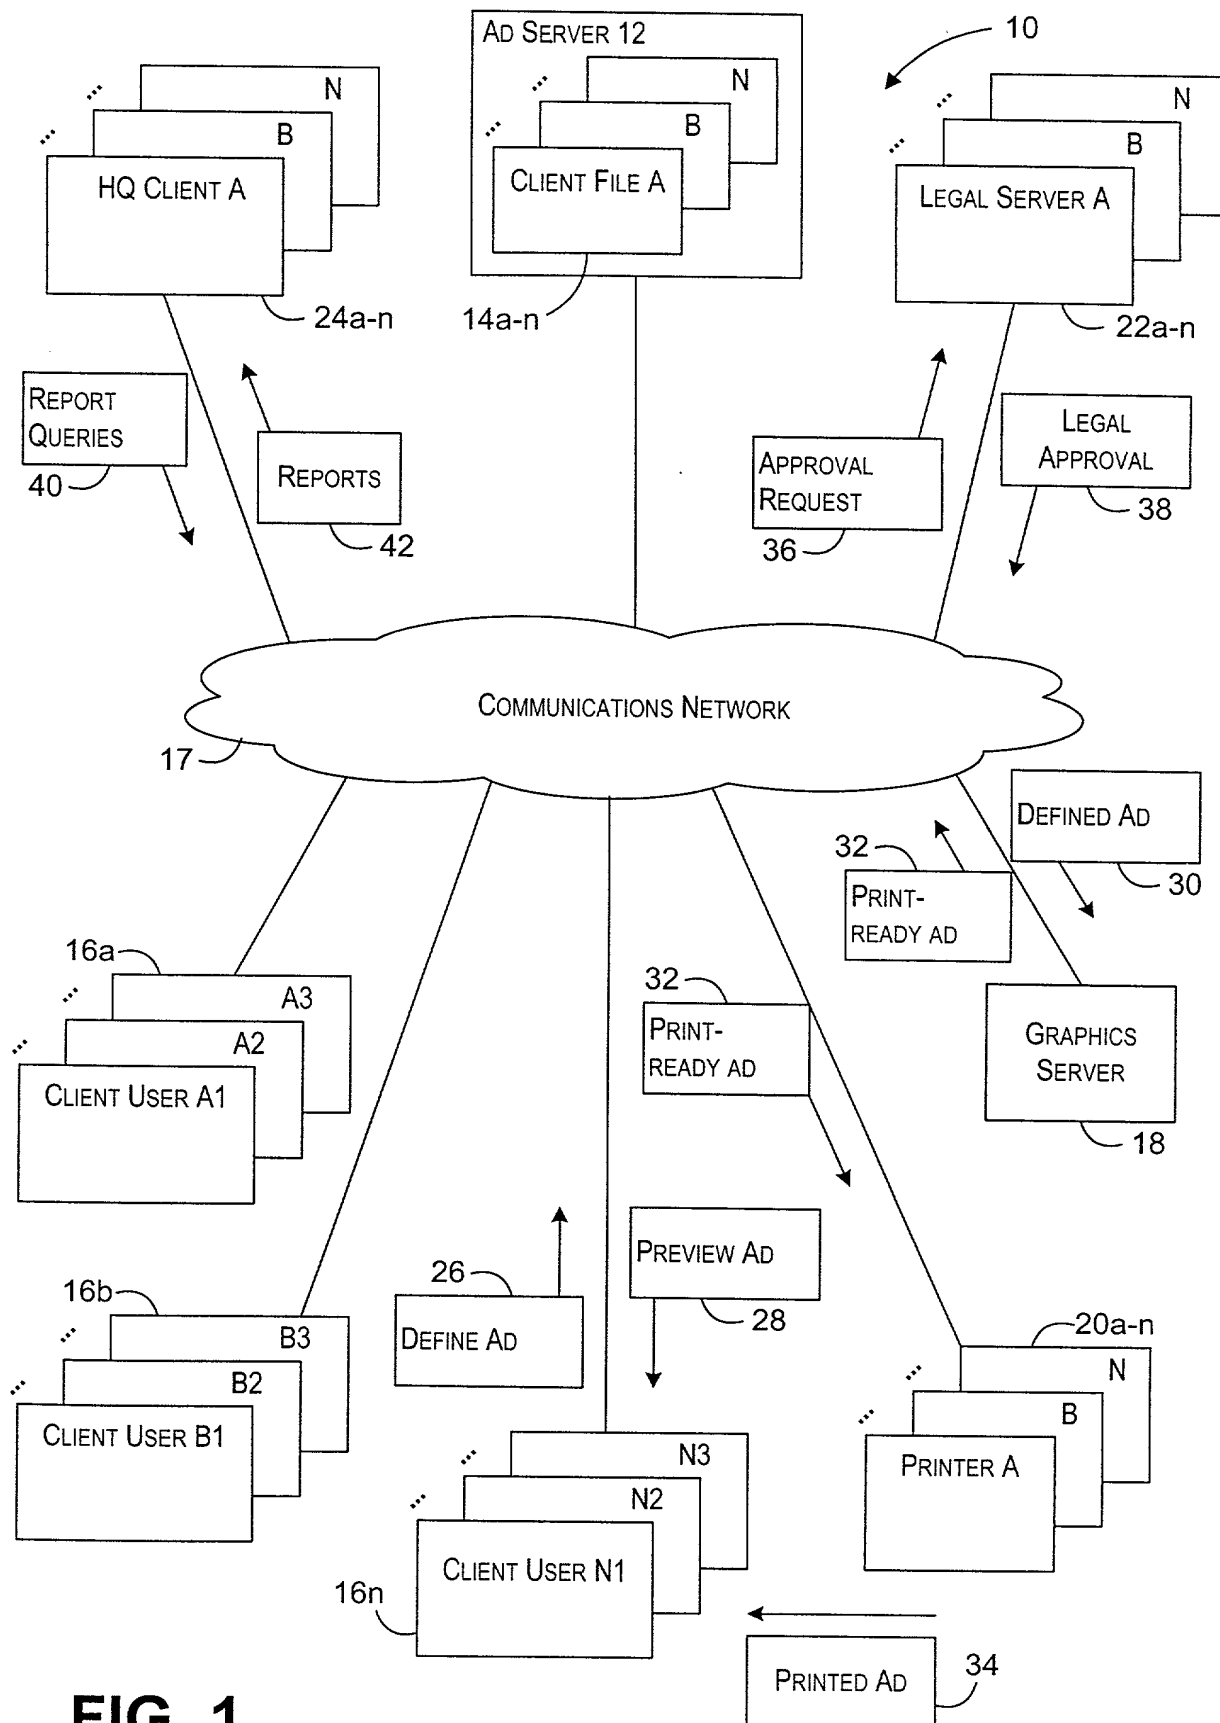 AD SERVER 12
10
N
B
HQ CLIENT A
24a-n
N
B
CLIENT FILE A
14a-n
N
B
LEGAL SERVER A
22a-n
REPORT
QUERIES
40
REPORTS
42
APPROVAL
REQUEST
36
LEGAL
APPROVAL
38
COMMUNICATIONS NETWORK
17
DEFINED AD
30
32
PRINT-
READY AD
16a
A3
A2
CLIENT USER A1
32
PRINT-
READY AD
GRAPHICS
SERVER
18
PREVIEW AD
28
26
DEFINE AD
16b
B3
B2
CLIENT USER B1
20a-n
N
B
PRINTER A
N3
N2
CLIENT USER N1
16n
PRINTED AD
34
FIG. 1